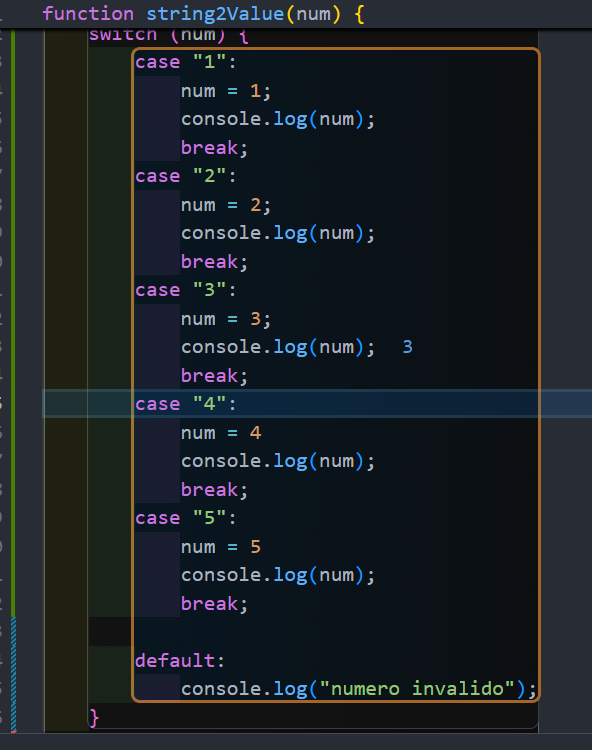 function string2Value(num) {
switch (num) {
case "1":
num = 1;
console.log(num);
break;
case "2":
num = 2;
console.log(num);
break;
case "3":
num = 3;
console.log(num); 3
break;
case "4":
num = 4
console.log(num);
break;
case "5":
num = 5
console.log(num);
break;
default:
console.log("numero invalido");
}